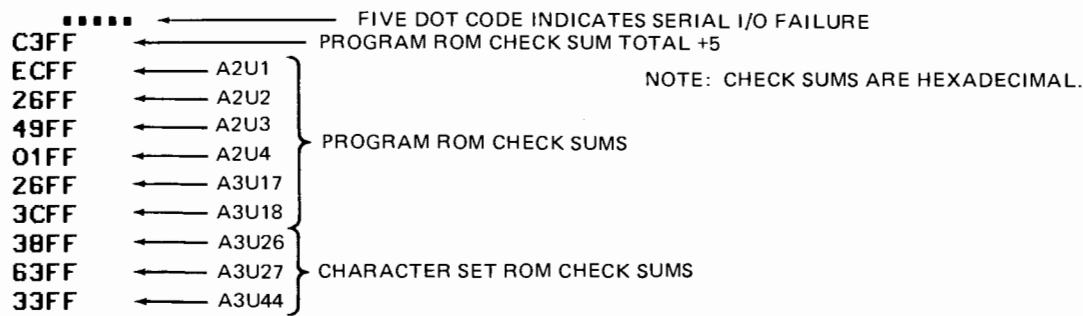 ▪▪▪▪▪ FIVE DOT CODE INDICATES SERIAL I/O FAILURE
C3FF PROGRAM ROM CHECK SUM TOTAL +5
ECFF A2U1
NOTE: CHECK SUMS ARE HEXADECIMAL.
26FF A2U2
49FF A2U3
PROGRAM ROM CHECK SUMS
01FF A2U4
26FF A3U17
3CFF A3U18
38FF A3U26
63FF A3U27 CHARACTER SET ROM CHECK SUMS
33FF A3U44